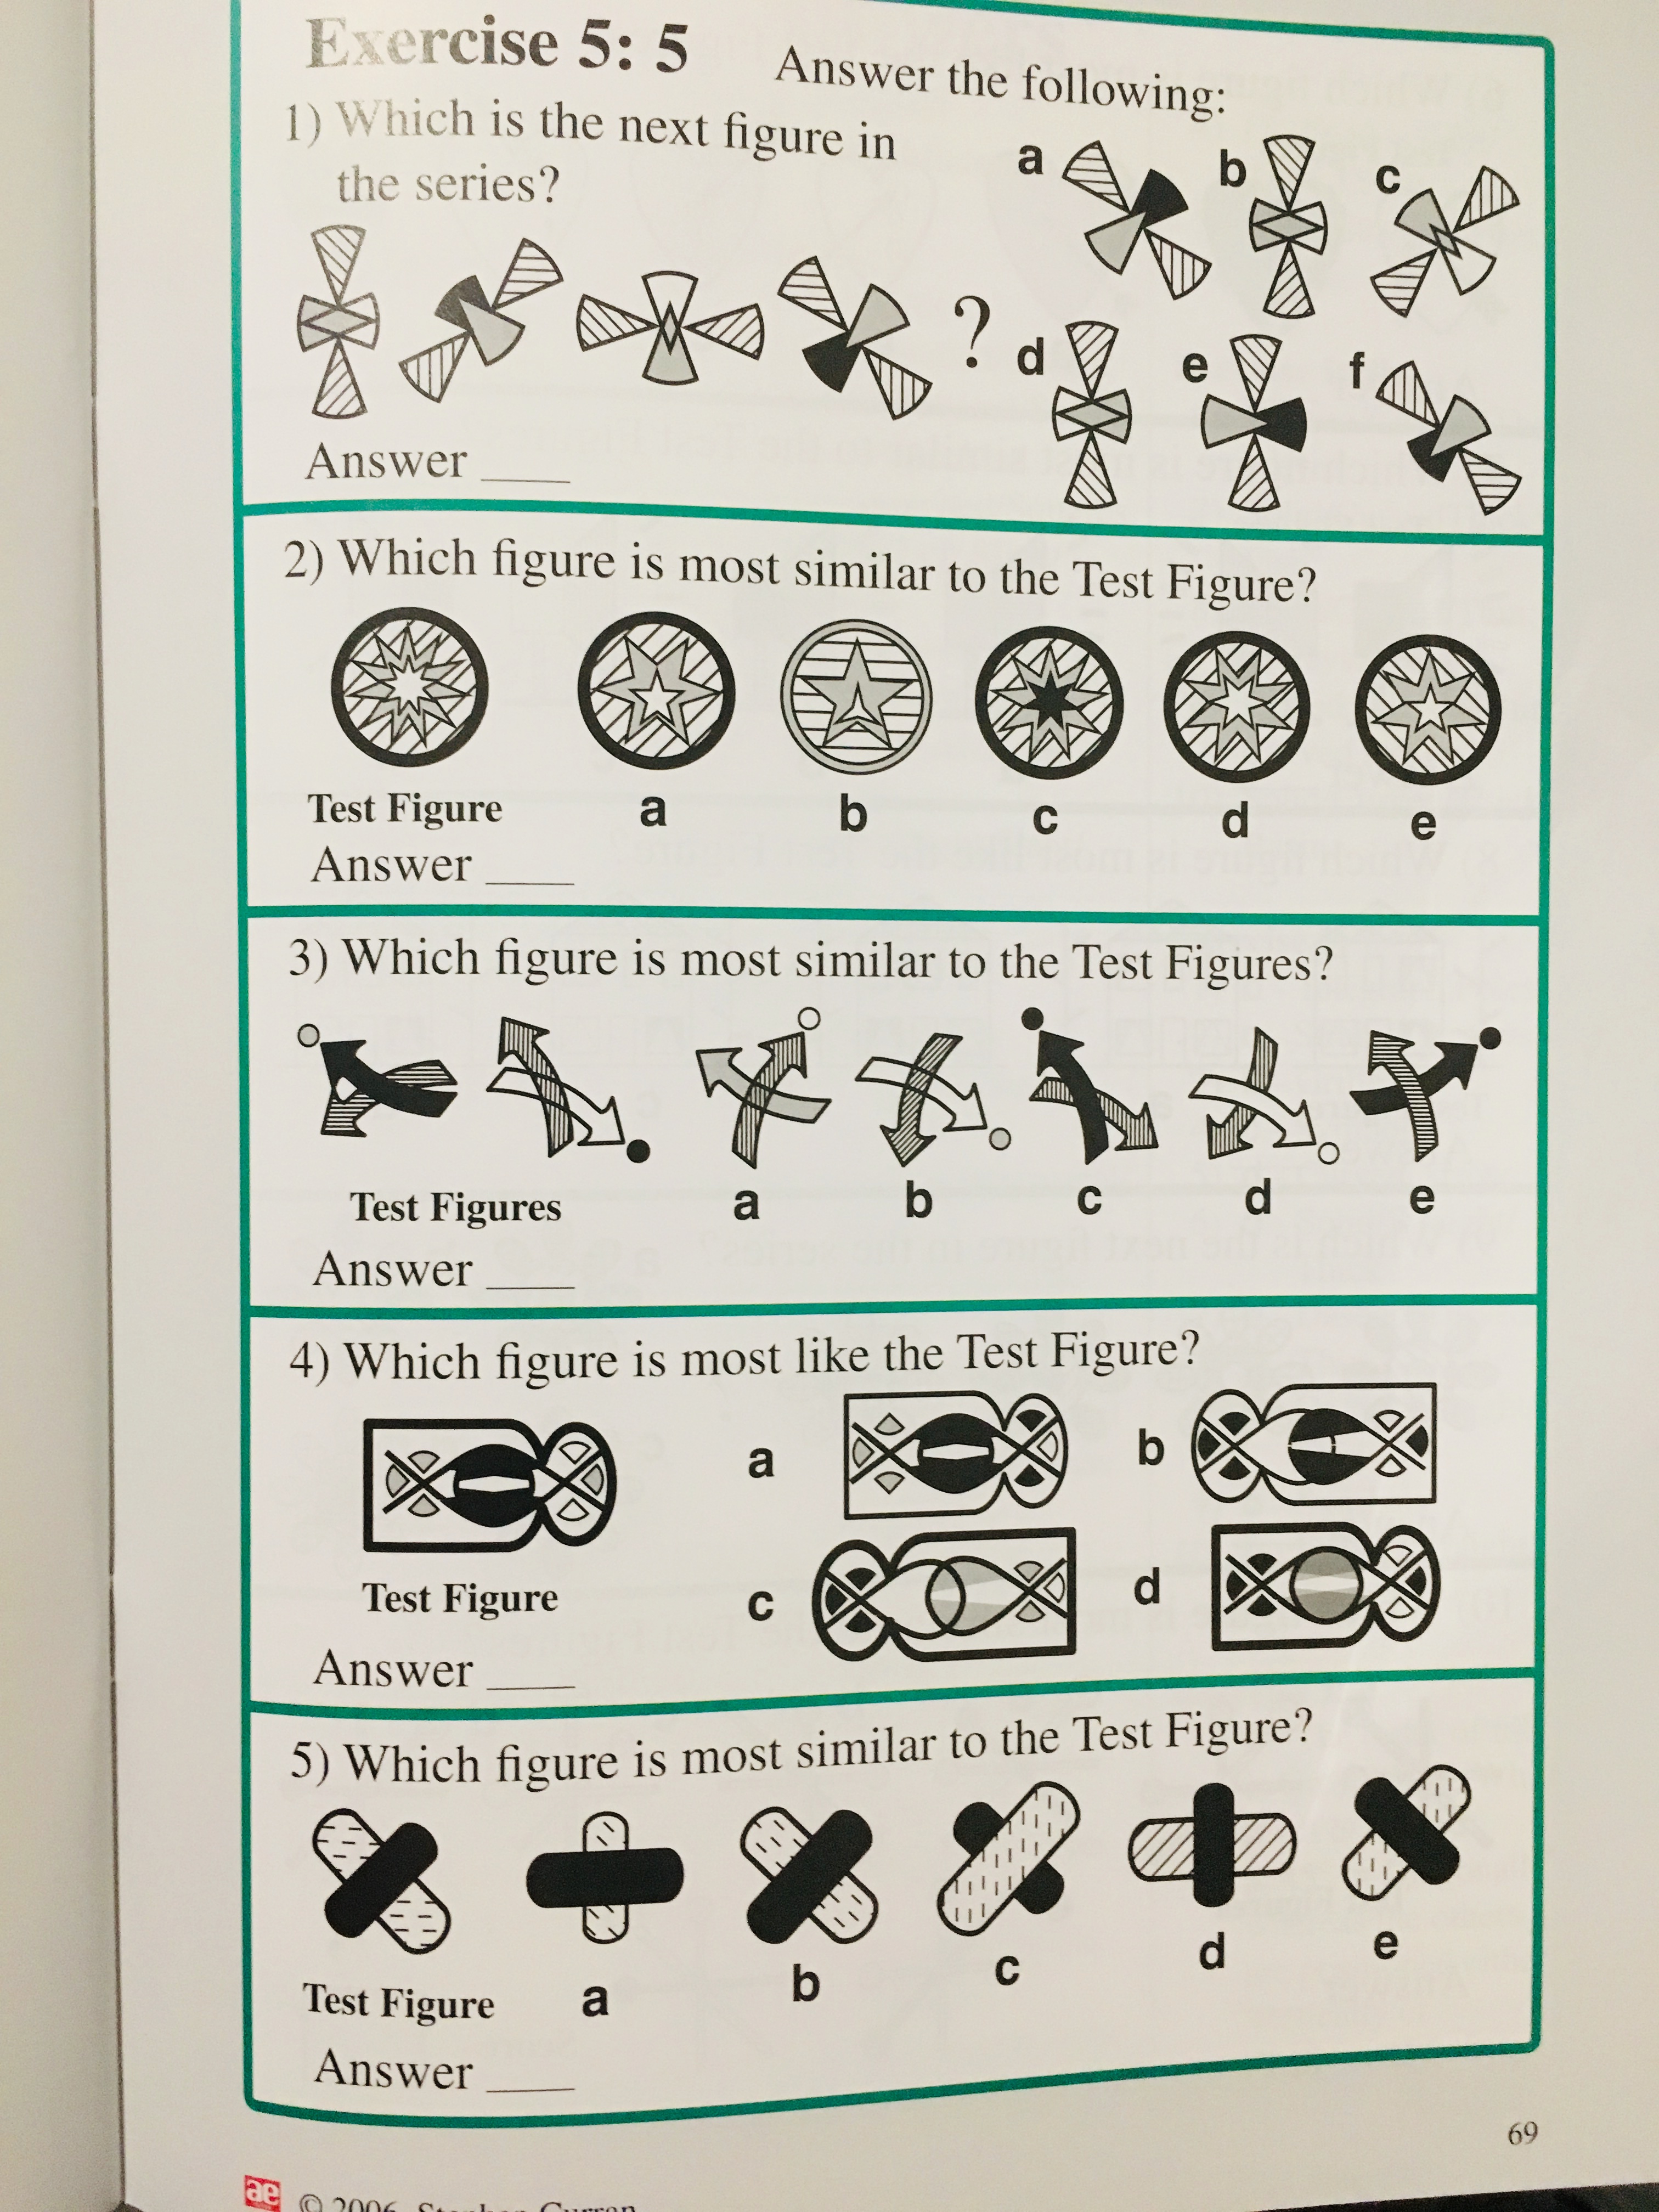 Exercise 5: 5 Answer the following:
1) Which is the next figure in
the series?
a b c
? d e f
Answer ____
2) Which figure is most similar to the Test Figure?
Test Figure a b c d e
Answer ____
3) Which figure is most similar to the Test Figures?
Test Figures a b c d e
Answer ____
4) Which figure is most like the Test Figure?
a b
Test Figure c d
Answer ____
5) Which figure is most similar to the Test Figure?
Test Figure a b c d e
Answer ____
69
ae © 2006 Stephen Curran